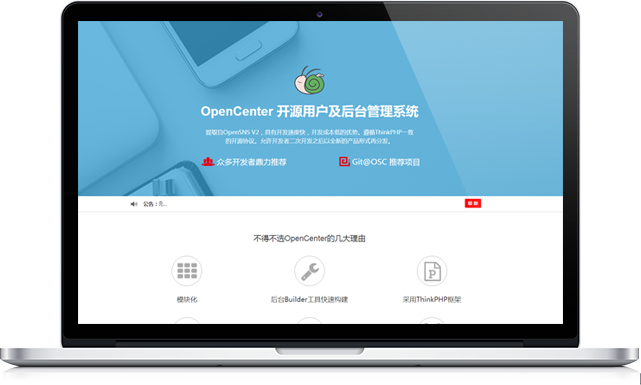 OpenCenter 开源用户及后台管理系统
提取自OpenSNS V2，具有开发速度快，开发成本低的优势。遵循ThinkPHP一致
的开源协议。允许开发者二次开发之后以全新的产品形式再分发。
众多开发者鼎力推荐
Git@OSC 推荐项目
公告：
不得不选OpenCenter的几大理由
模块化
后台Builder工具快速构建
采用ThinkPHP框架